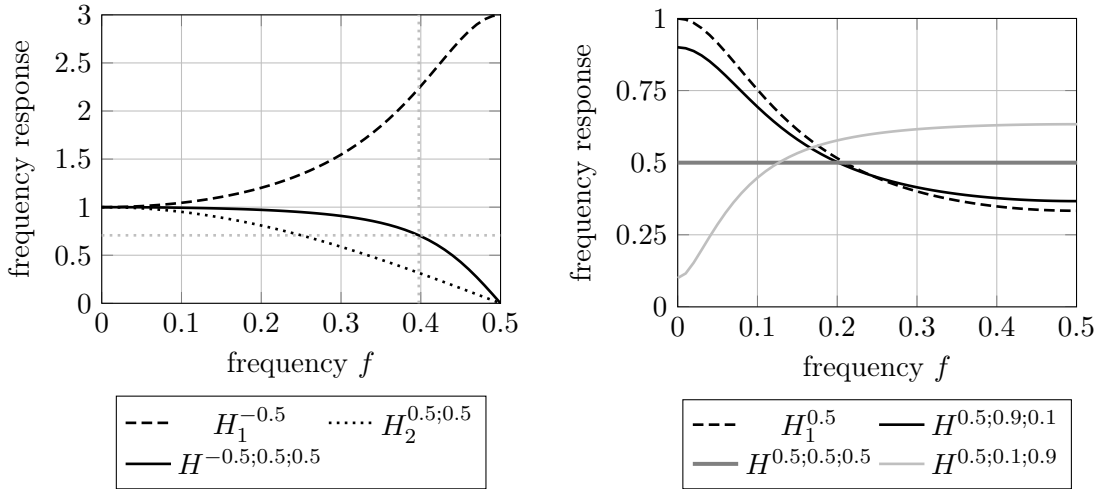 3
2.5
2
1.5
1
0.5
0
0 0.1 0.2 0.3 0.4 0.5
frequency response
frequency f
H_1^{-0.5} H_2^{0.5;0.5}
H^{-0.5;0.5;0.5}
1
0.75
0.5
0.25
0
0 0.1 0.2 0.3 0.4 0.5
frequency response
frequency f
H_1^{0.5} H^{0.5;0.9;0.1}
H^{0.5;0.5;0.5} H^{0.5;0.1;0.9}